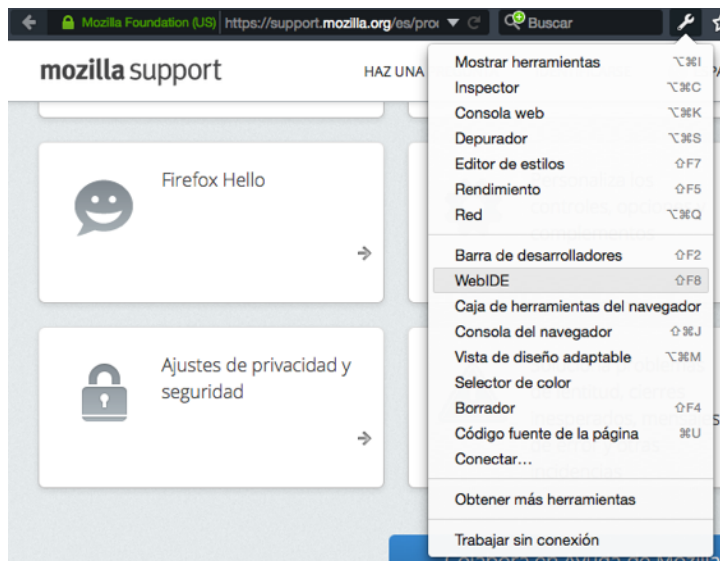 Mozilla Foundation (US) https://support.mozilla.org/es/pro
Buscar
mozilla support
HAZ UNA
Firefox Hello
Ajustes de privacidad y
seguridad
Mostrar herramientas ⌥⌘I
Inspector ⌥⌘C
Consola web ⌥⌘K
Depurador ⌥⌘S
Editor de estilos ⇧F7
Rendimiento ⇧F5
Red ⌥⌘Q
Barra de desarrolladores ⇧F2
WebIDE ⇧F8
Caja de herramientas del navegador
Consola del navegador ⇧⌘J
Vista de diseño adaptable ⌥⌘M
Selector de color
Borrador ⇧F4
Código fuente de la página ⌘U
Conectar...
Obtener más herramientas
Trabajar sin conexión